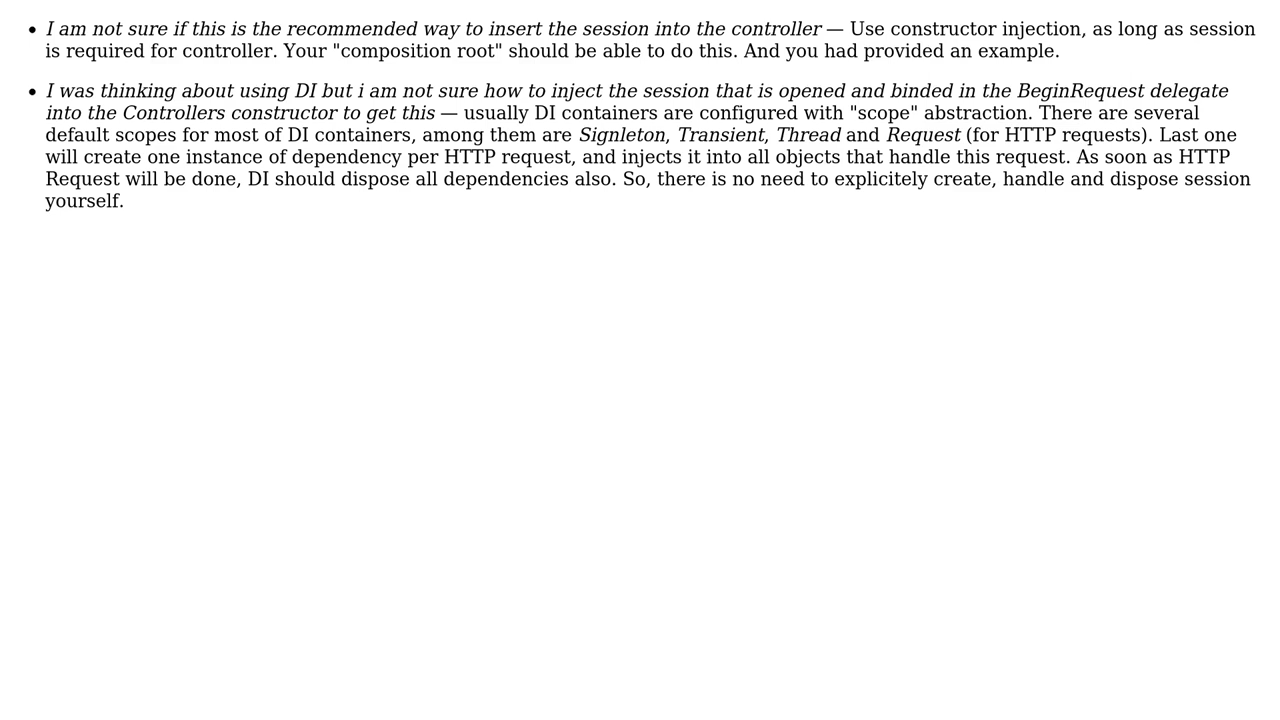 I am not sure if this is the recommended way to insert the session into the controller — Use constructor injection, as long as session
is required for controller. Your "composition root" should be able to do this. And you had provided an example.
I was thinking about using DI but i am not sure how to inject the session that is opened and binded in the BeginRequest delegate
into the Controllers constructor to get this — usually DI containers are configured with "scope" abstraction. There are several
default scopes for most of DI containers, among them are Signleton, Transient, Thread and Request (for HTTP requests). Last one
will create one instance of dependency per HTTP request, and injects it into all objects that handle this request. As soon as HTTP
Request will be done, DI should dispose all dependencies also. So, there is no need to explicitely create, handle and dispose session
yourself.